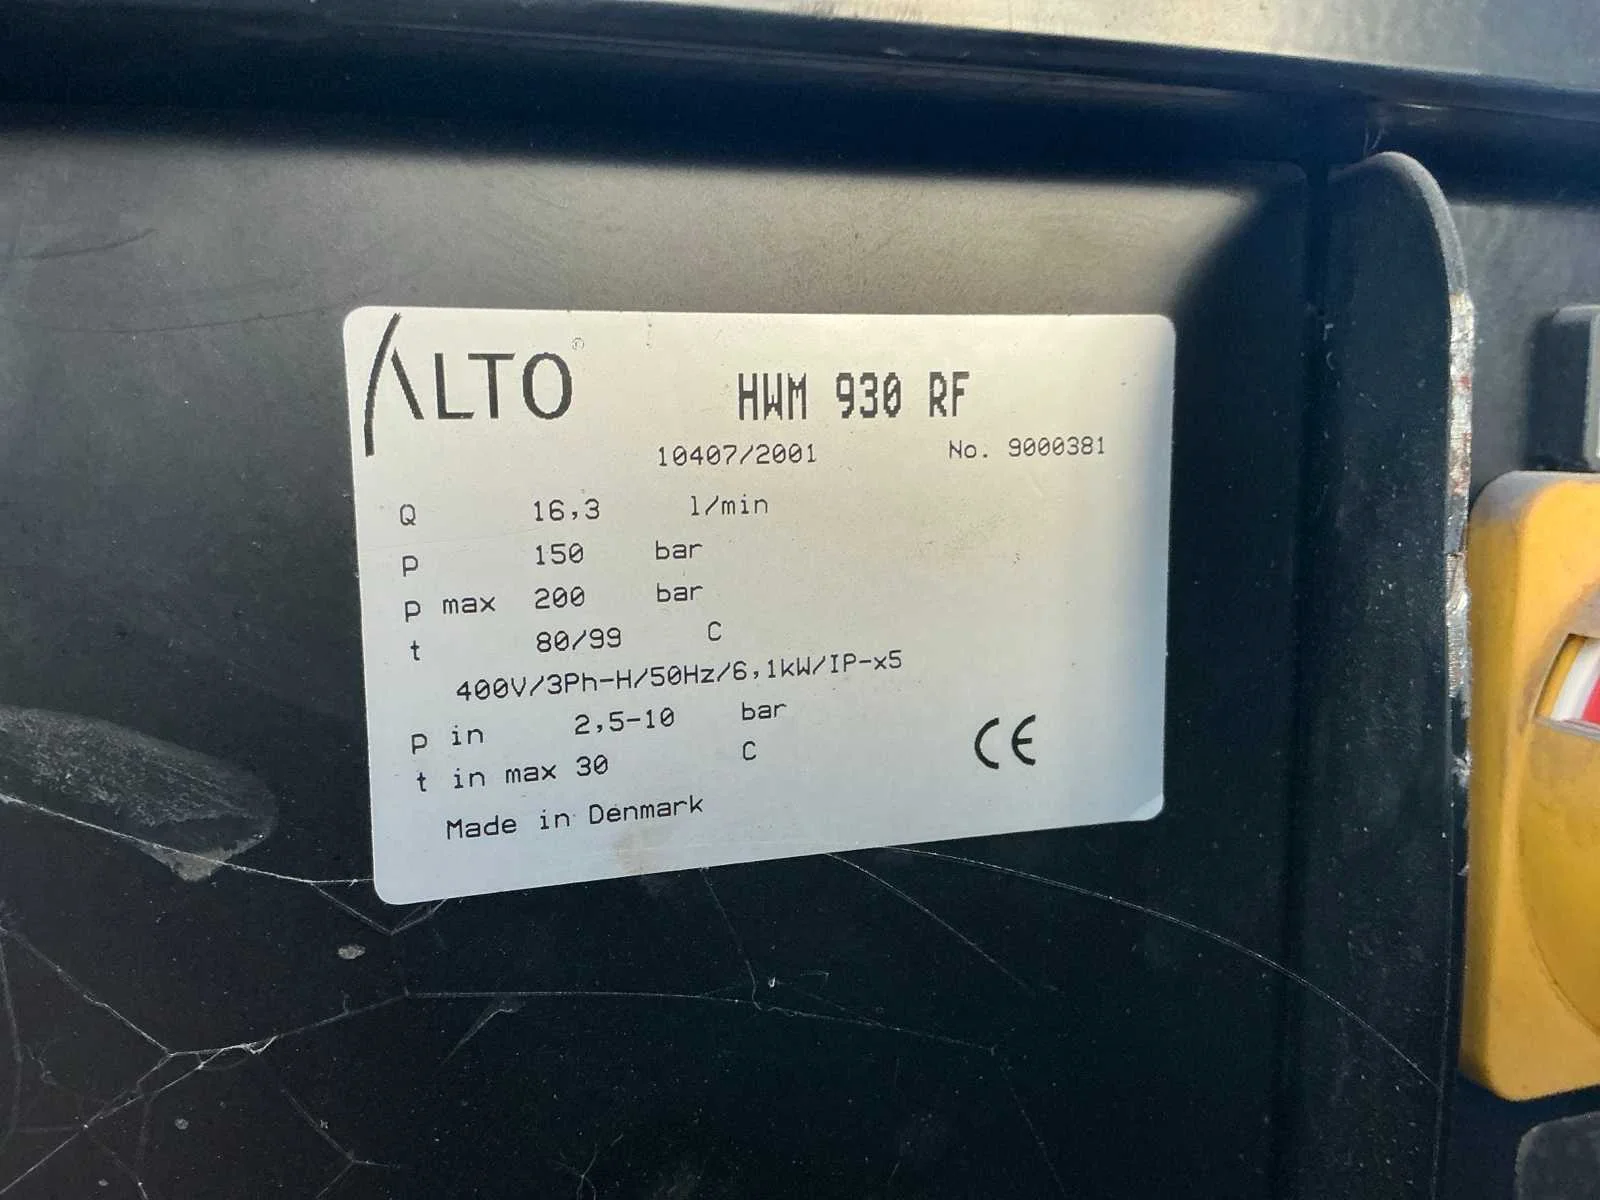 ALTO®
HWM 930 RF
10407/2001 No. 9000381
Q 16,3 l/min
p 150 bar
p max 200 bar
t 80/99 C
400V/3Ph-H/50Hz/6,1kW/IP-x5
p in 2,5-10 bar
t in max 30 C
CE
Made in Denmark